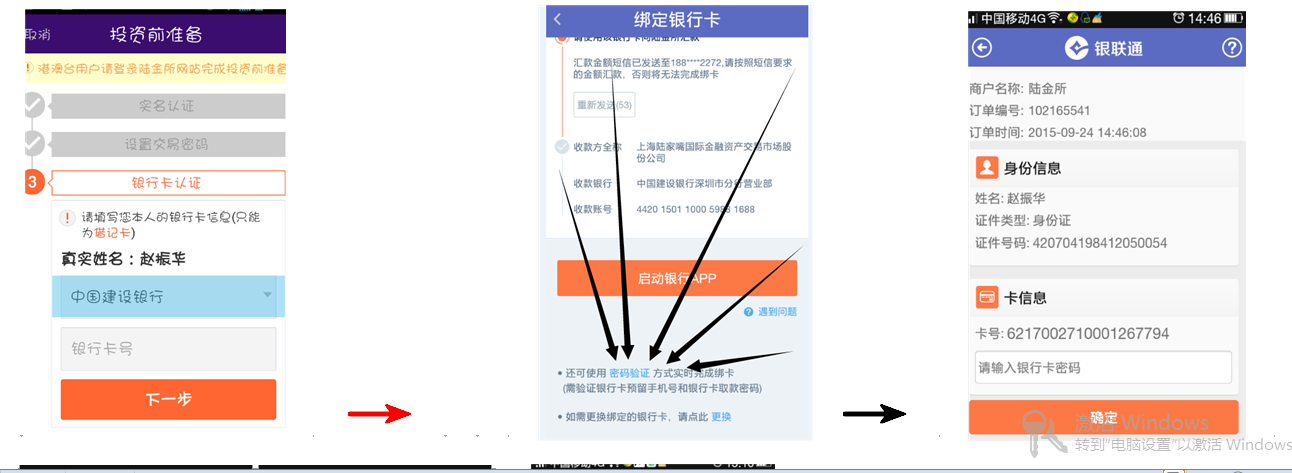 取消
投资前准备
港澳台用户请登录陆金所网站完成投资前准备
实名认证
设置交易密码
3
银行卡认证
请填写您本人的银行卡信息(只能
为借记卡)
真实姓名：赵振华
中国建设银行
银行卡号
下一步
绑定银行卡
请使用该银行卡向陆金所汇款
汇款金额短信已发送至188****2272,请按照短信要求
的金额汇款，否则将无法完成绑卡
重新发送(53)
收款方全称 上海陆家嘴国际金融资产交易市场股
份公司
收款银行 中国建设银行深圳市分行营业部
收款账号 4420 1501 1000 5988 1688
启动银行APP
遇到问题
• 还可使用 密码验证 方式实时完成绑卡
(需验证银行卡预留手机号和银行卡取款密码)
• 如需更换绑定的银行卡，请点此 更换
中国移动4G 14:46
银联通
商户名称: 陆金所
订单编号: 102165541
订单时间: 2015-09-24 14:46:08
身份信息
姓名: 赵振华
证件类型: 身份证
证件号码: 420704198412050054
卡信息
卡号: 6217002710001267794
请输入银行卡密码
确定
激活 Windows
转到"电脑设置"以激活 Windows